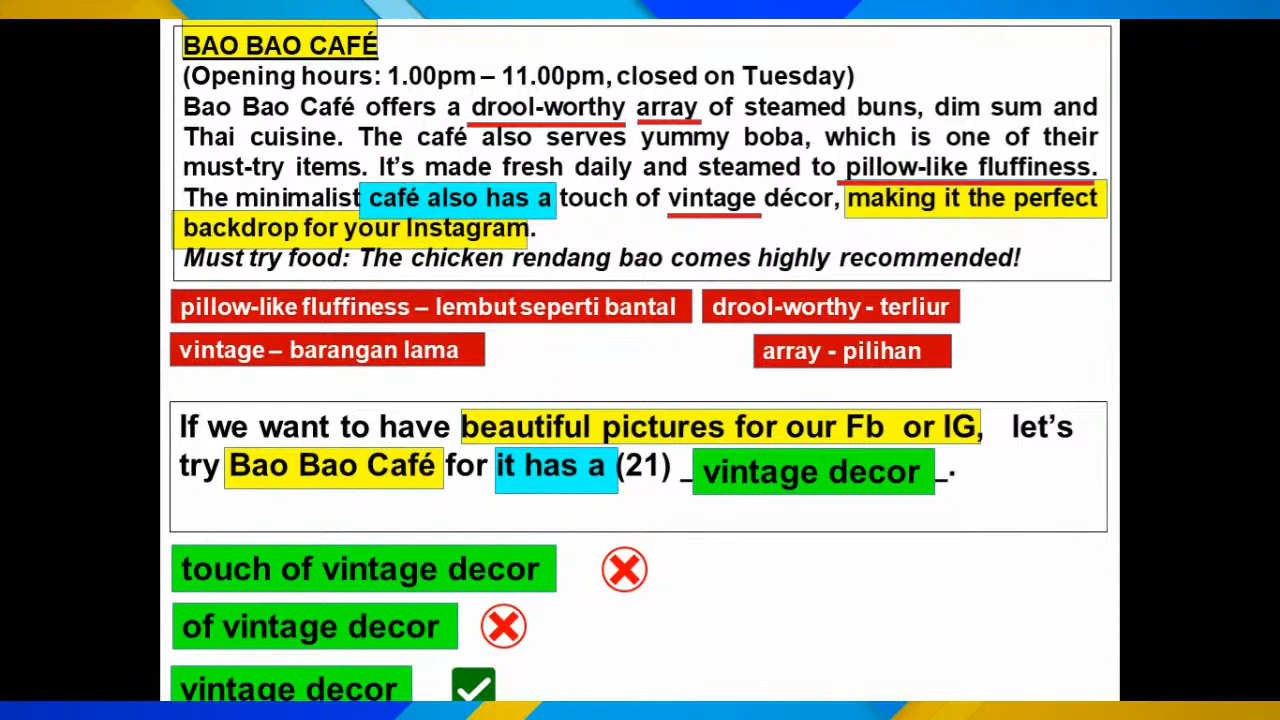 BAO BAO CAFÉ
(Opening hours: 1.00pm – 11.00pm, closed on Tuesday)
Bao Bao Café offers a drool-worthy array of steamed buns, dim sum and
Thai cuisine. The café also serves yummy boba, which is one of their
must-try items. It’s made fresh daily and steamed to pillow-like fluffiness.
The minimalist café also has a touch of vintage décor, making it the perfect
backdrop for your Instagram.
Must try food: The chicken rendang bao comes highly recommended!
pillow-like fluffiness – lembut seperti bantal
drool-worthy - terliur
vintage – barangan lama
array - pilihan
If we want to have beautiful pictures for our Fb or IG, let’s
try Bao Bao Café for it has a (21) _ vintage decor _.
touch of vintage decor
of vintage decor
vintage decor